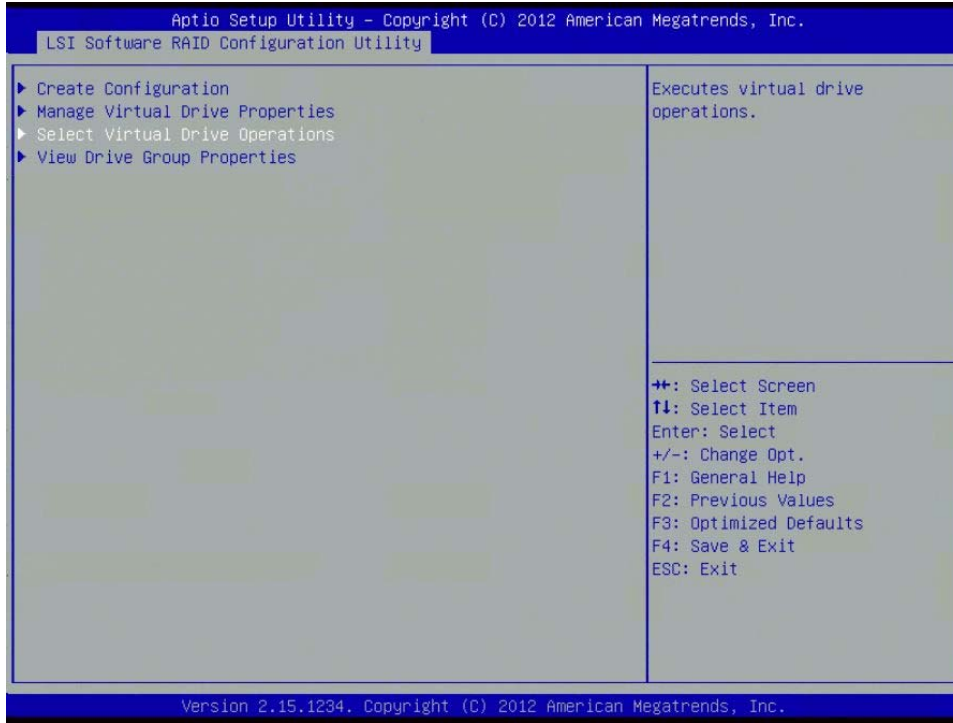 Aptio Setup Utility – Copyright (C) 2012 American Megatrends, Inc.
LSI Software RAID Configuration Utility
Create Configuration
Manage Virtual Drive Properties
Select Virtual Drive Operations
View Drive Group Properties
Executes virtual drive
operations.
→←: Select Screen
↑↓: Select Item
Enter: Select
+/-: Change Opt.
F1: General Help
F2: Previous Values
F3: Optimized Defaults
F4: Save & Exit
ESC: Exit
Version 2.15.1234. Copyright (C) 2012 American Megatrends, Inc.